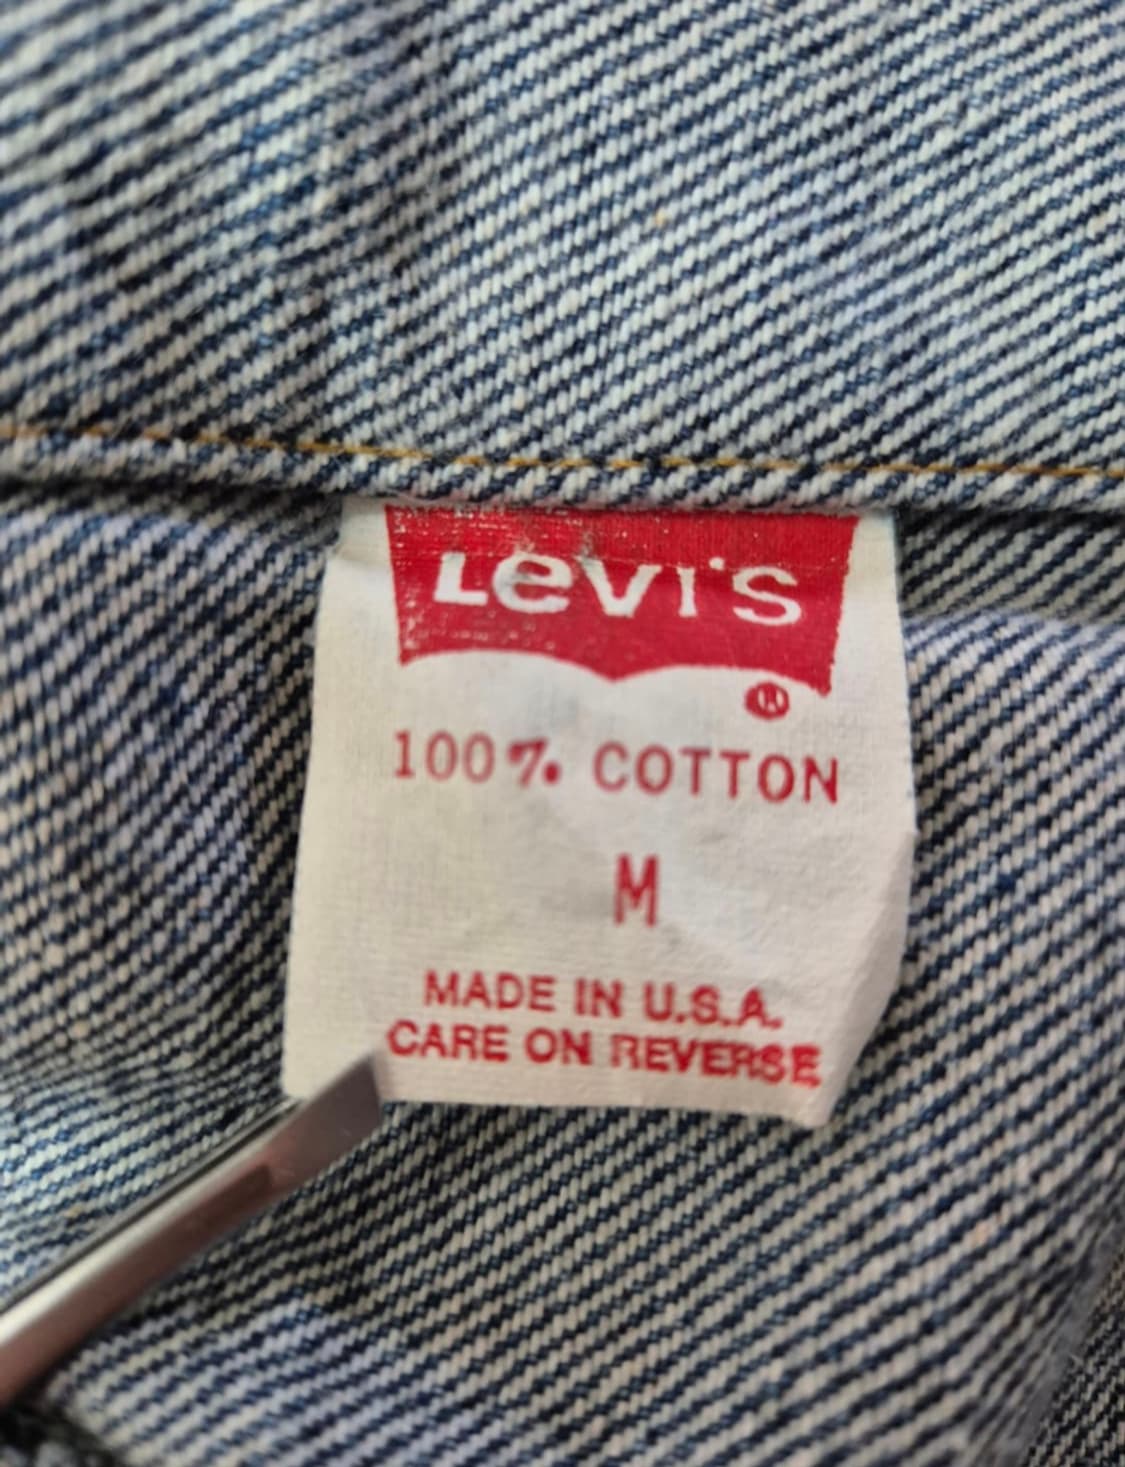 Levi's
®
100% COTTON
M
MADE IN U.S.A.
CARE ON REVERSE